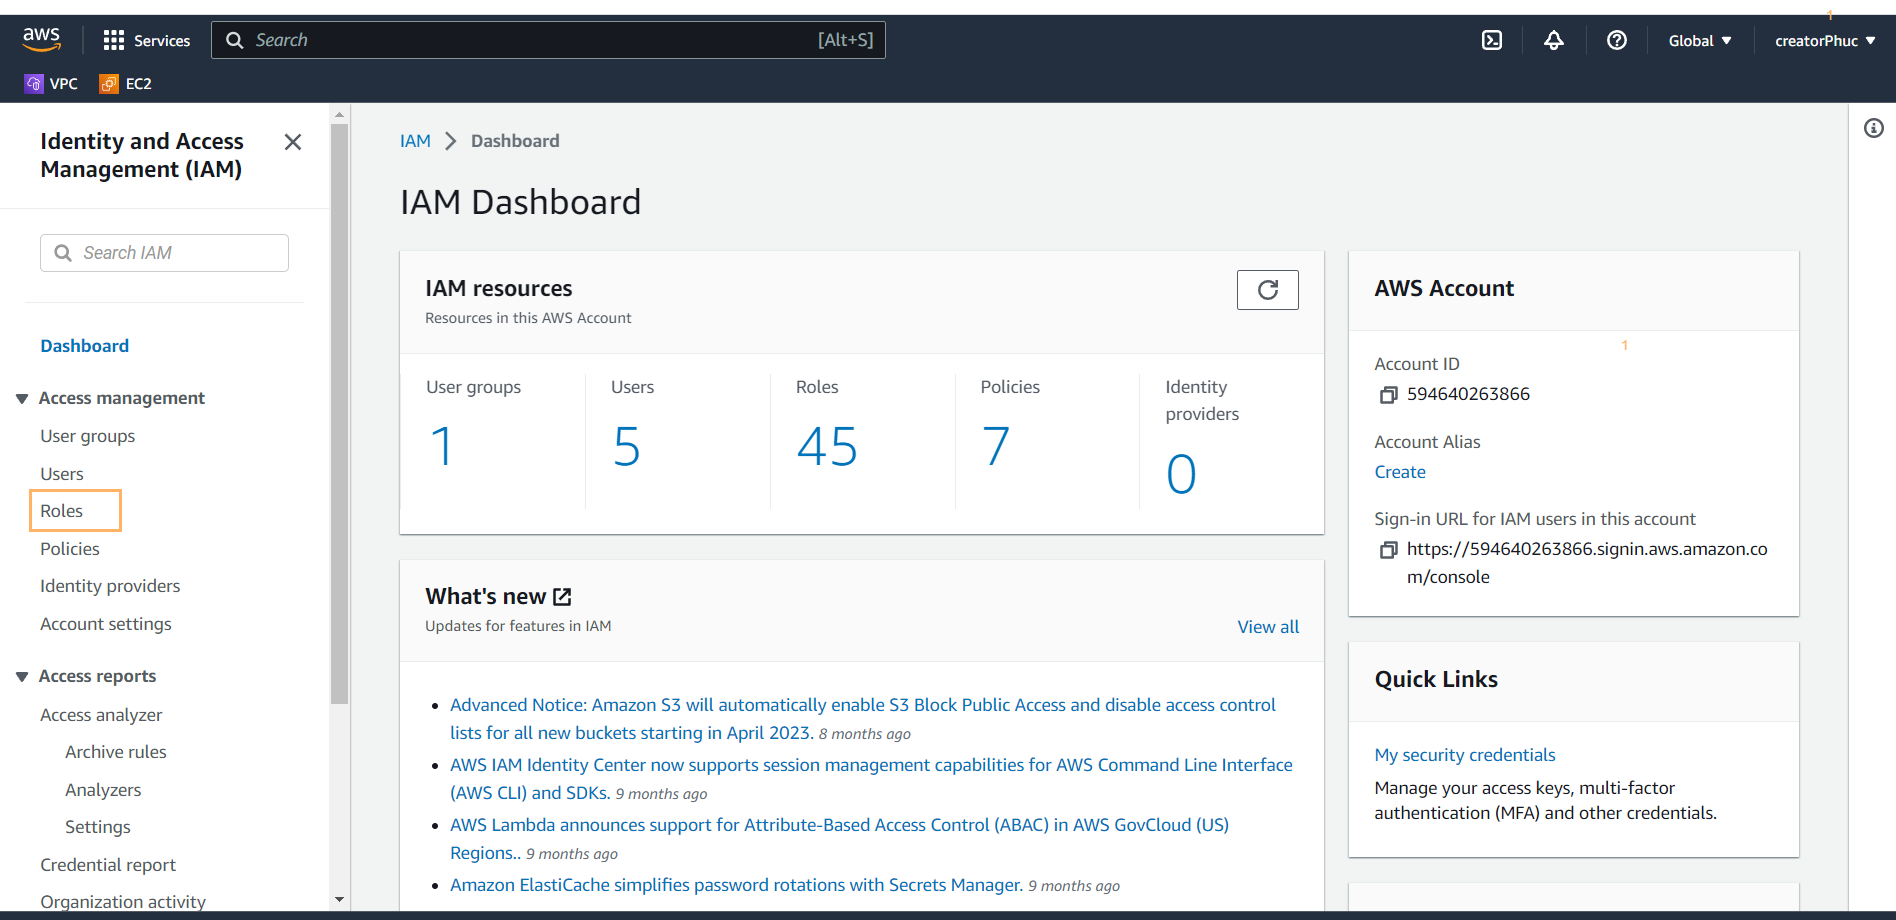 1
aws
Services
Search
[Alt+S]
Global
creatorPhuc
VPC
EC2
Identity and Access
Management (IAM)
Search IAM
Dashboard
Access management
User groups
Users
Roles
Policies
Identity providers
Account settings
Access reports
Access analyzer
Archive rules
Analyzers
Settings
Credential report
Organization activity
IAM
Dashboard
IAM Dashboard
IAM resources
Resources in this AWS Account
User groups
1
Users
5
Roles
45
Policies
7
Identity
providers
0
What's new
Updates for features in IAM
View all
Advanced Notice: Amazon S3 will automatically enable S3 Block Public Access and disable access control
lists for all new buckets starting in April 2023. 8 months ago
AWS IAM Identity Center now supports session management capabilities for AWS Command Line Interface
(AWS CLI) and SDKs. 9 months ago
AWS Lambda announces support for Attribute-Based Access Control (ABAC) in AWS GovCloud (US)
Regions.. 9 months ago
Amazon ElastiCache simplifies password rotations with Secrets Manager. 9 months ago
AWS Account
1
Account ID
594640263866
Account Alias
Create
Sign-in URL for IAM users in this account
https://594640263866.signin.aws.amazon.co
m/console
Quick Links
My security credentials
Manage your access keys, multi-factor
authentication (MFA) and other credentials.